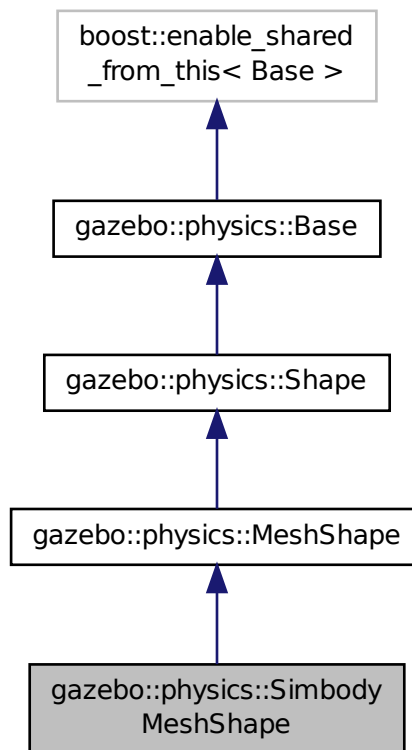 boost::enable_shared
_from_this< Base >
gazebo::physics::Base
gazebo::physics::Shape
gazebo::physics::MeshShape
gazebo::physics::Simbody
MeshShape